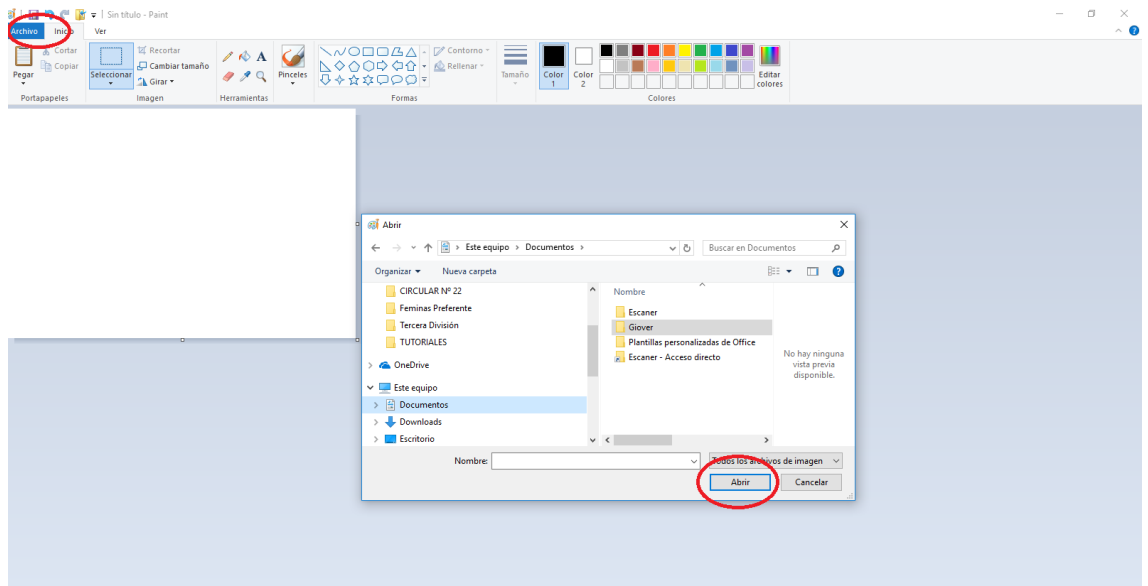 Sin título - Paint
Archivo Inicio Ver
Pegar
Cortar
Copiar
Portapapeles
Seleccionar
Recortar
Cambiar tamaño
Girar
Imagen
Herramientas
Pinceles
Contorno
Rellenar
Formas
Tamaño
Color
1
Color
2
Editar
colores
Colores
Abrir
Este equipo > Documentos >
Buscar en Documentos
Organizar Nueva carpeta
CIRCULAR Nº 22
Feminas Preferente
Tercera División
TUTORIALES
OneDrive
Este equipo
Documentos
Downloads
Escritorio
Nombre
Escaner
Giover
Plantillas personalizadas de Office
Escaner - Acceso directo
No hay ninguna
vista previa
disponible.
Nombre:
Todos los archivos de imagen
Abrir Cancelar